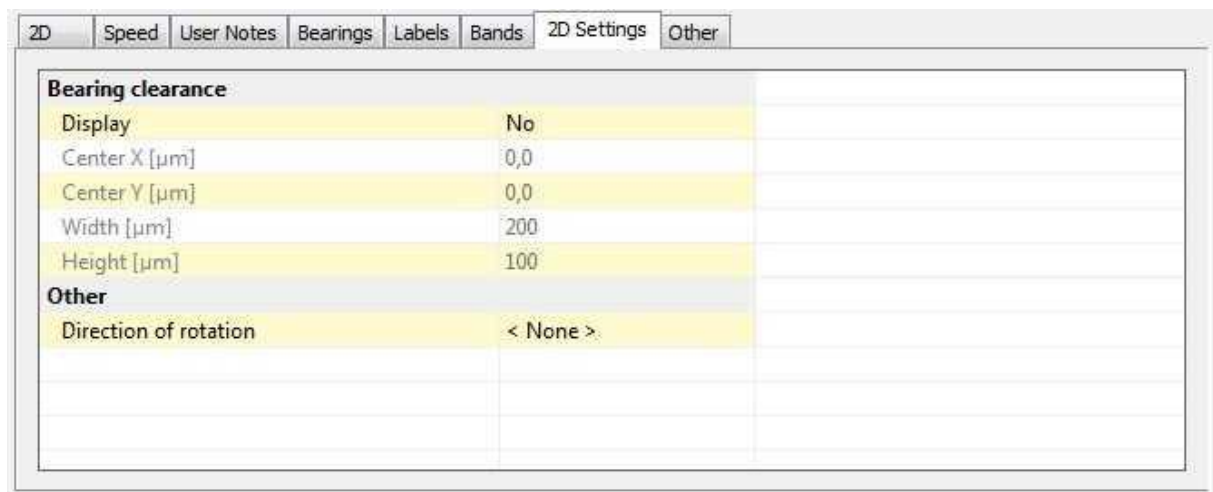 2D Speed User Notes Bearings Labels Bands 2D Settings Other
Bearing clearance
Display No
Center X [µm] 0,0
Center Y [µm] 0,0
Width [µm] 200
Height [µm] 100
Other
Direction of rotation < None >